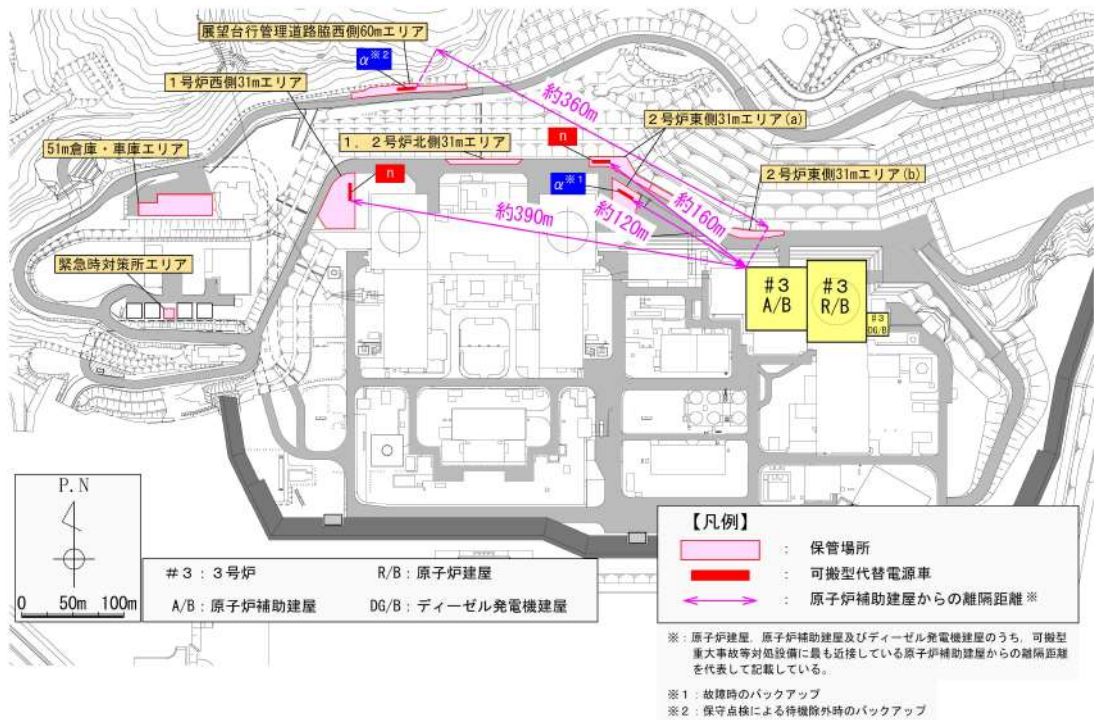 展望台行管理道路脇西側60mエリア
α※2
1号炉西側31mエリア
約360m
2号炉東側31mエリア(a)
n
1,2号炉北側31mエリア
51m倉庫・車庫エリア
n
α※1
2号炉東側31mエリア(b)
約160m
約390m
約120m
緊急時対策所エリア
#3
A/B
#3
R/B
#3
DG/B
P.N
0 50m 100m
#3:3号炉
R/B:原子炉建屋
A/B:原子炉補助建屋
DG/B:ディーゼル発電機建屋
【凡例】
: 保管場所
: 可搬型代替電源車
: 原子炉補助建屋からの離隔距離※
※:原子炉建屋,原子炉補助建屋及びディーゼル発電機建屋のうち,可搬型
重大事故等対処設備に最も近接している原子炉補助建屋からの離隔距離
を代表して記載している。
※1:故障時のバックアップ
※2:保守点検による待機除外時のバックアップ